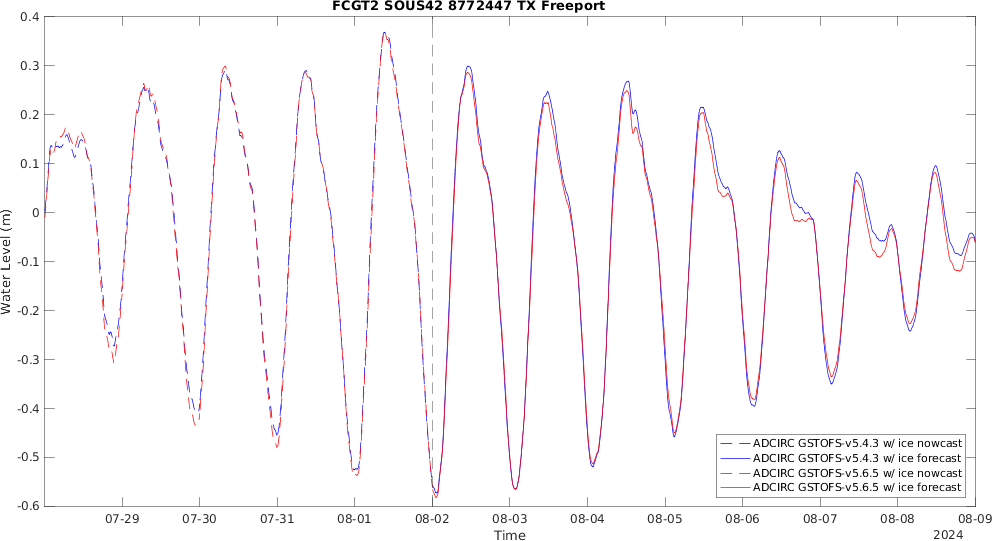 FCGT2 SOUS42 8772447 TX Freeport
0.4
0.3
0.2
0.1
0
-0.1
-0.2
-0.3
-0.4
-0.5
-0.6
Water Level (m)
ADCIRC GSTOFS-v5.4.3 w/ ice nowcast
ADCIRC GSTOFS-v5.4.3 w/ ice forecast
ADCIRC GSTOFS-v5.6.5 w/ ice nowcast
ADCIRC GSTOFS-v5.6.5 w/ ice forecast
07-29 07-30 07-31 08-01 08-02 08-03 08-04 08-05 08-06 08-07 08-08 08-09
Time
2024